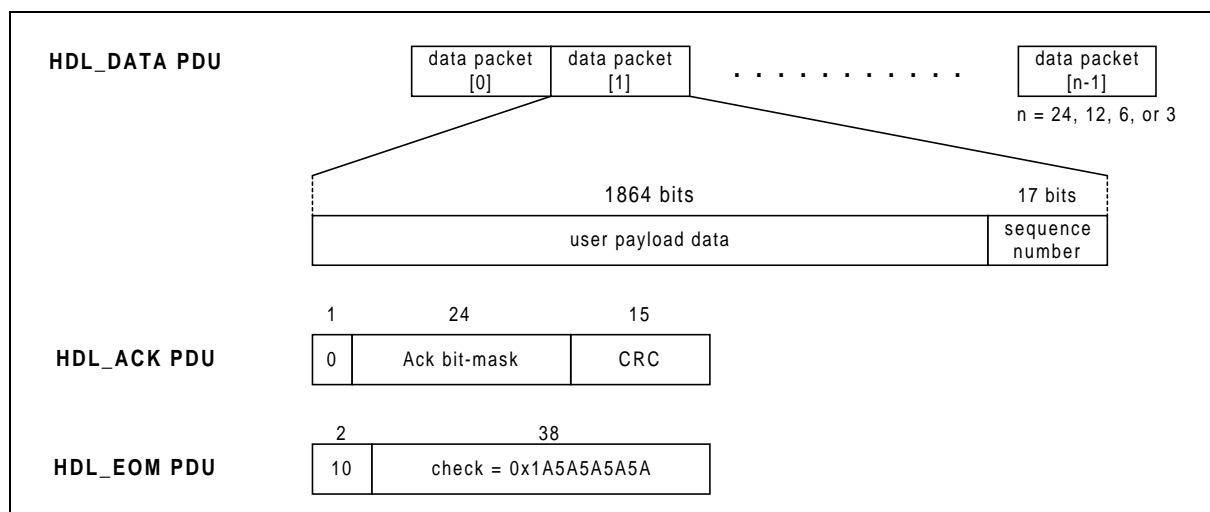 HDL_DATA PDU
data packet [0]
data packet [1]
. . . . . . . . . . .
data packet [n-1]
n = 24, 12, 6, or 3
1864 bits
17 bits
user payload data
sequence number
1
24
15
HDL_ACK PDU
0
Ack bit-mask
CRC
2
38
HDL_EOM PDU
10
check = 0x1A5A5A5A5A